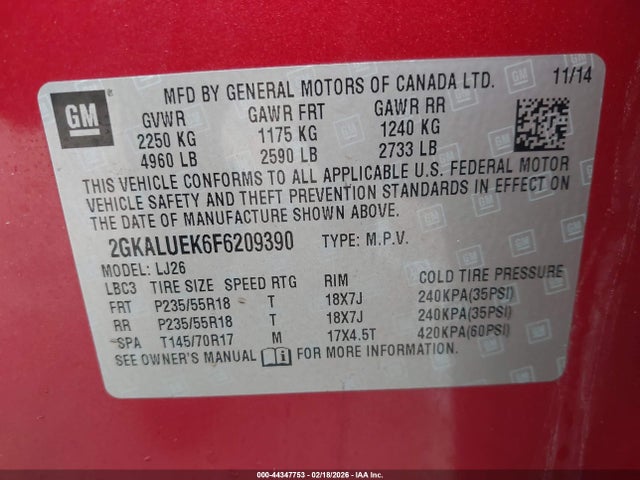 GM
MFD BY GENERAL MOTORS OF CANADA LTD. 11/14
GVWR GAWR FRT GAWR RR
2250 KG 1175 KG 1240 KG
4960 LB 2590 LB 2733 LB
THIS VEHICLE CONFORMS TO ALL APPLICABLE U.S. FEDERAL MOTOR
VEHICLE SAFETY AND THEFT PREVENTION STANDARDS IN EFFECT ON
THE DATE OF MANUFACTURE SHOWN ABOVE.
2GKALUEK6F6209390 TYPE: M.P.V.
MODEL: LJ26
LBC3 TIRE SIZE SPEED RTG RIM COLD TIRE PRESSURE
FRT P235/55R18 T 18X7J 240KPA(35PSI)
RR P235/55R18 T 18X7J 240KPA(35PSI)
SPA T145/70R17 M 17X4.5T 420KPA(60PSI)
SEE OWNER'S MANUAL FOR MORE INFORMATION.
000-44347753 - 02/18/2026 - IAA Inc.